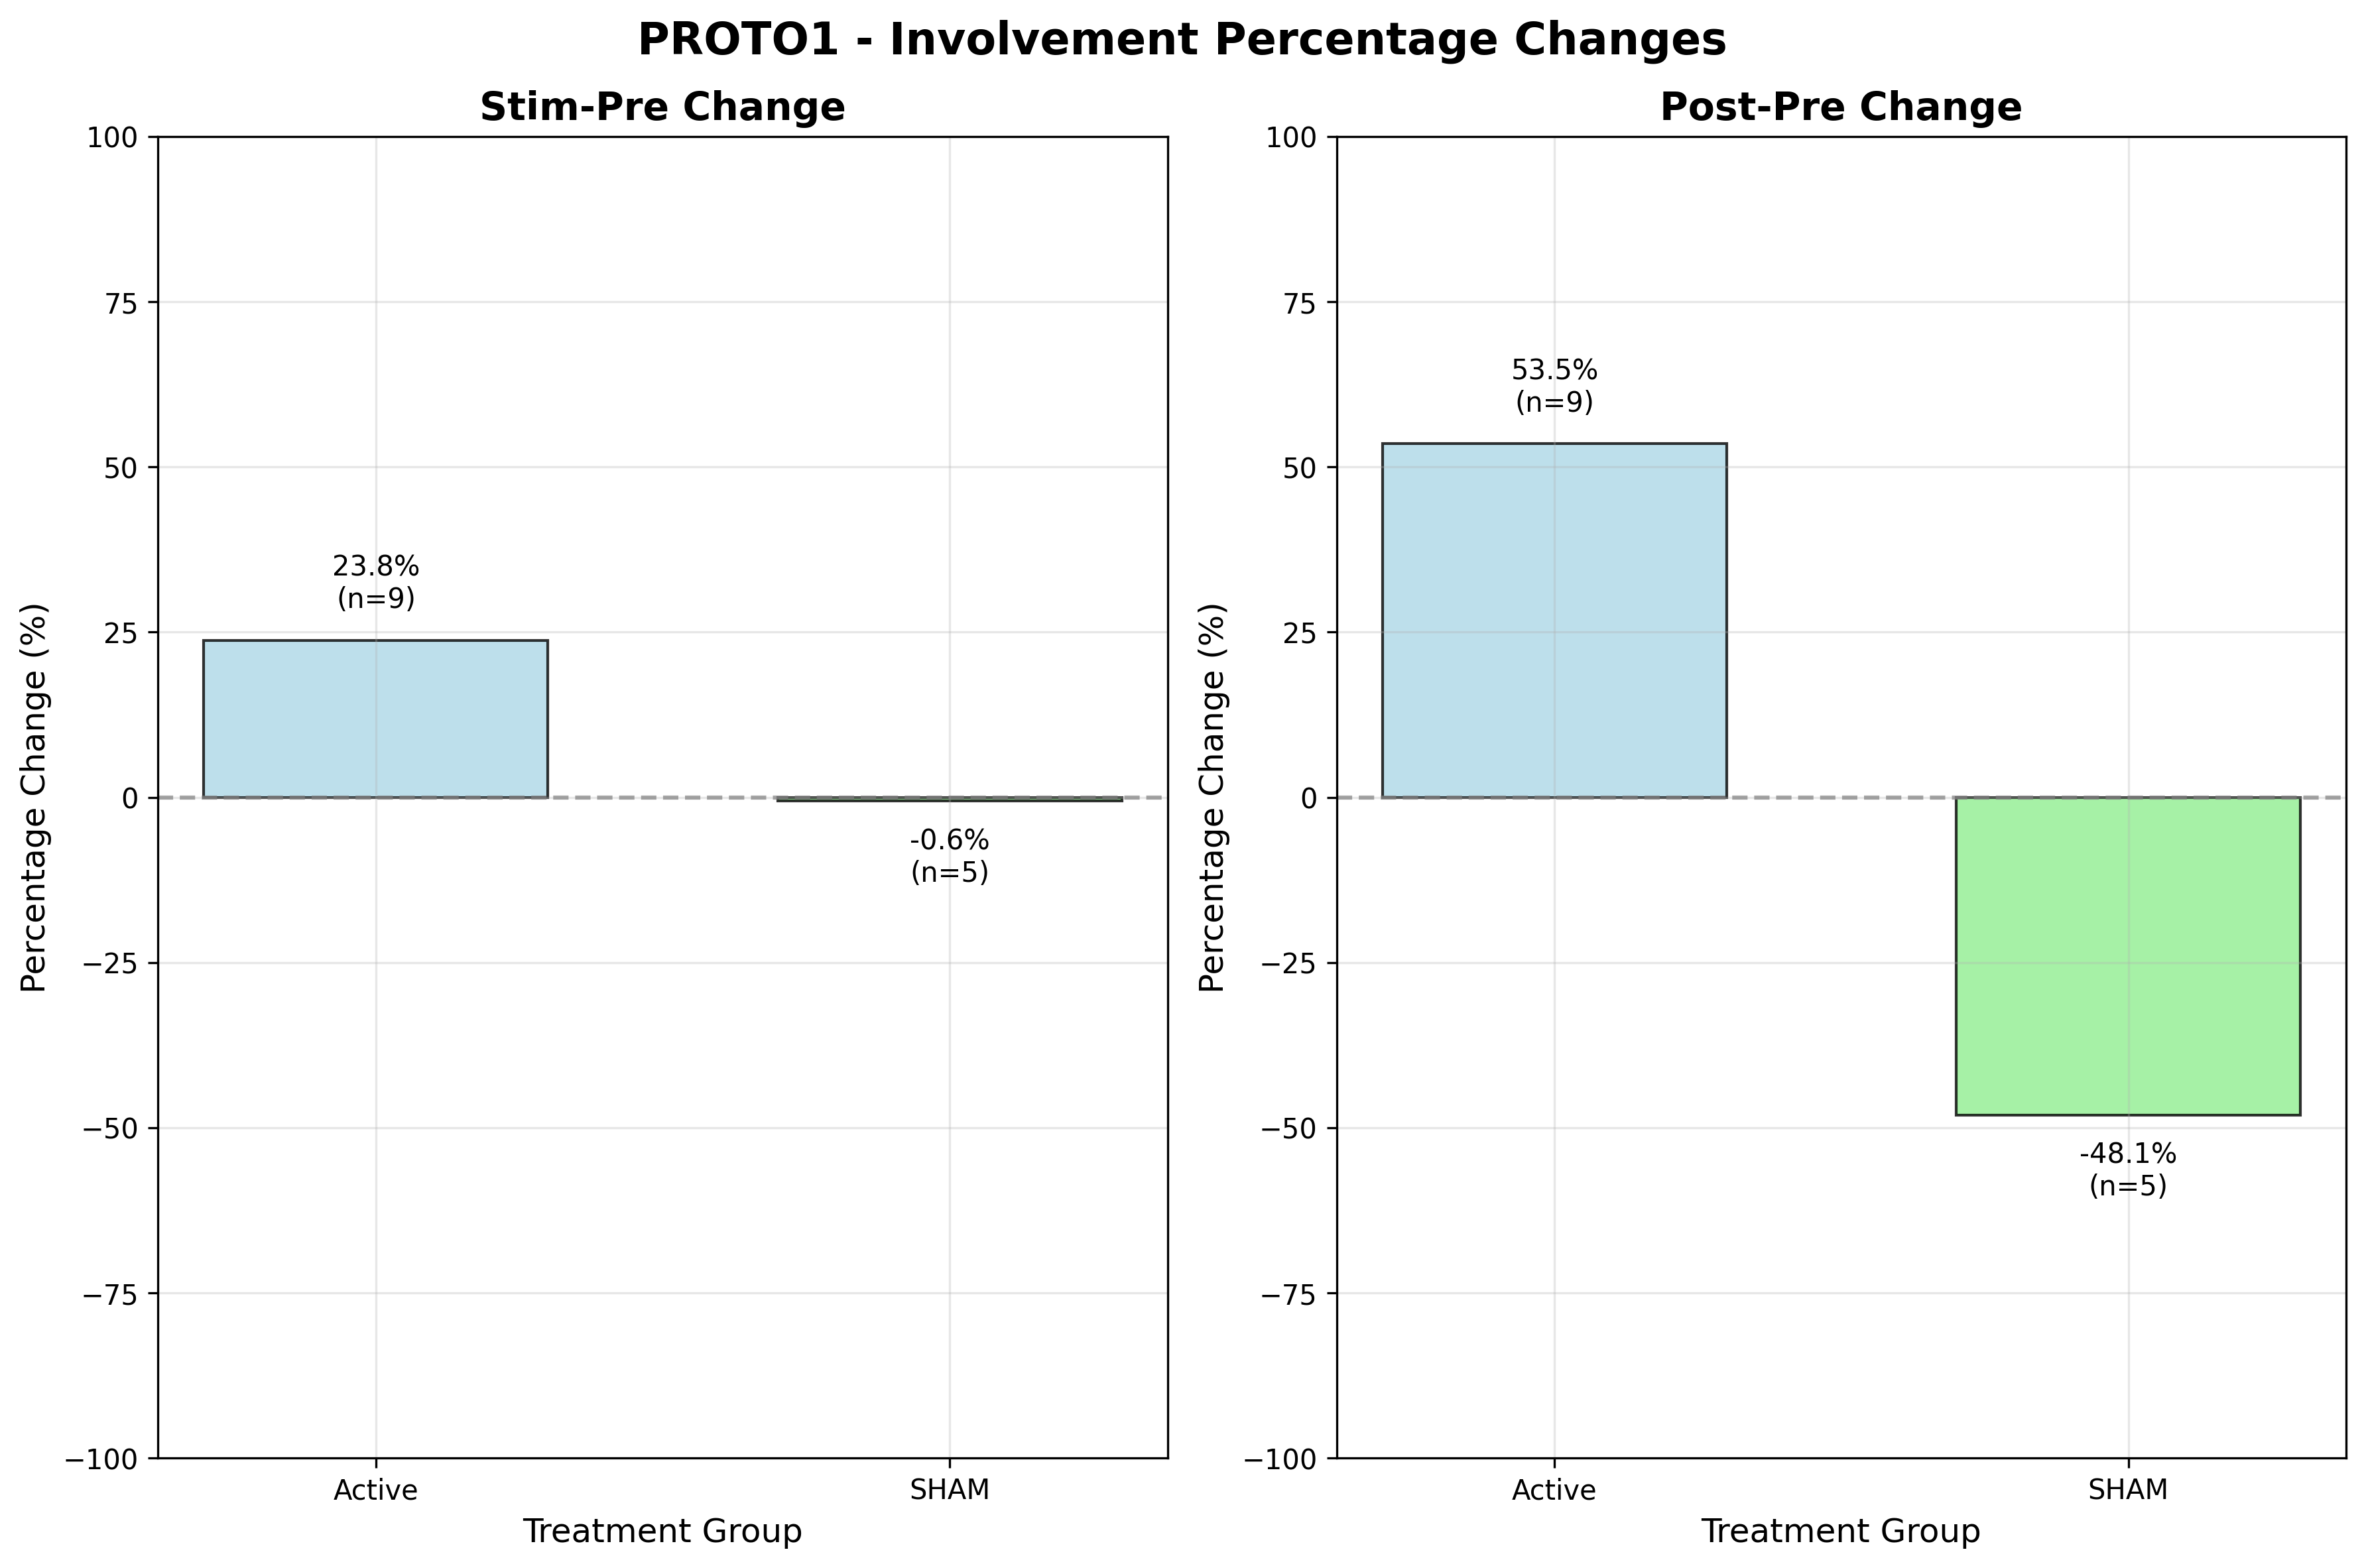 PROTO1 - Involvement Percentage Changes
Stim-Pre Change
Percentage Change (%)
100
75
50
25
0
−25
−50
−75
−100
23.8%
(n=9)
-0.6%
(n=5)
Active
SHAM
Treatment Group
Post-Pre Change
Percentage Change (%)
100
75
50
25
0
−25
−50
−75
−100
53.5%
(n=9)
-48.1%
(n=5)
Active
SHAM
Treatment Group